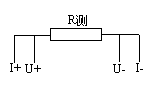 R测
I+ U+ U- I-